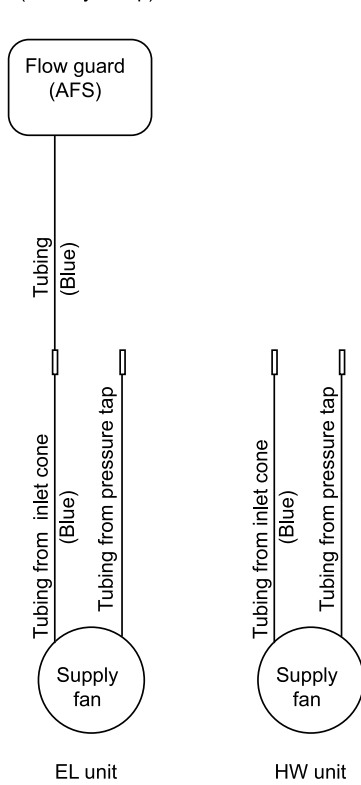 Flow guard
(AFS)
Tubing
(Blue)
Tubing from inlet cone
(Blue)
Tubing from pressure tap
Tubing from inlet cone
(Blue)
Tubing from pressure tap
Supply
fan
Supply
fan
EL unit
HW unit